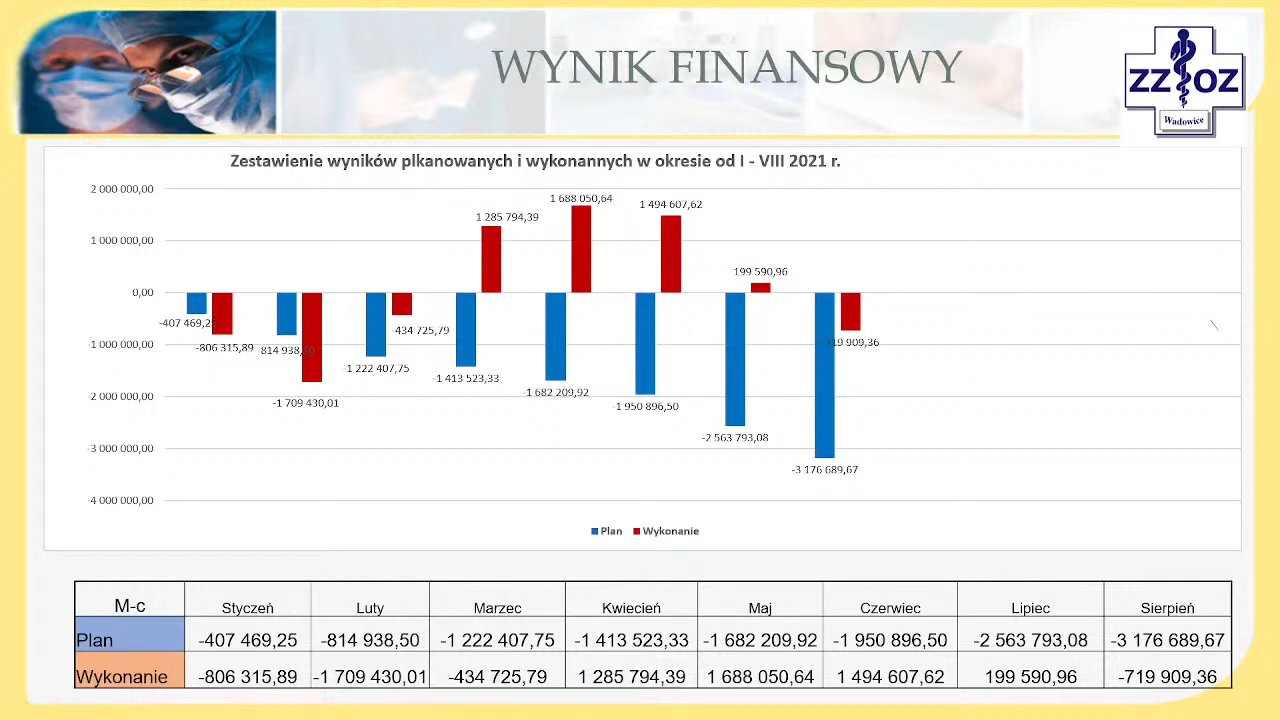 WYNIK FINANSOWY
ZZ OZ
Wadowice
Zestawienie wyników plkanowanych i wykonannych w okresie od I - VIII 2021 r.
2 000 000,00
1 000 000,00
0,00
-1 000 000,00
-2 000 000,00
-3 000 000,00
-4 000 000,00
-407 469,25
-806 315,89
814 938,50
-1 709 430,01
-1 222 407,75
-434 725,79
-1 413 523,33
1 285 794,39
-1 682 209,92
1 688 050,64
-1 950 896,50
1 494 607,62
-2 563 793,08
199 590,96
-3 176 689,67
719 909,36
Plan Wykonanie
M-c Styczeń Luty Marzec Kwiecień Maj Czerwiec Lipiec Sierpień
Plan -407 469,25 -814 938,50 -1 222 407,75 -1 413 523,33 -1 682 209,92 -1 950 896,50 -2 563 793,08 -3 176 689,67
Wykonanie -806 315,89 -1 709 430,01 -434 725,79 1 285 794,39 1 688 050,64 1 494 607,62 199 590,96 -719 909,36